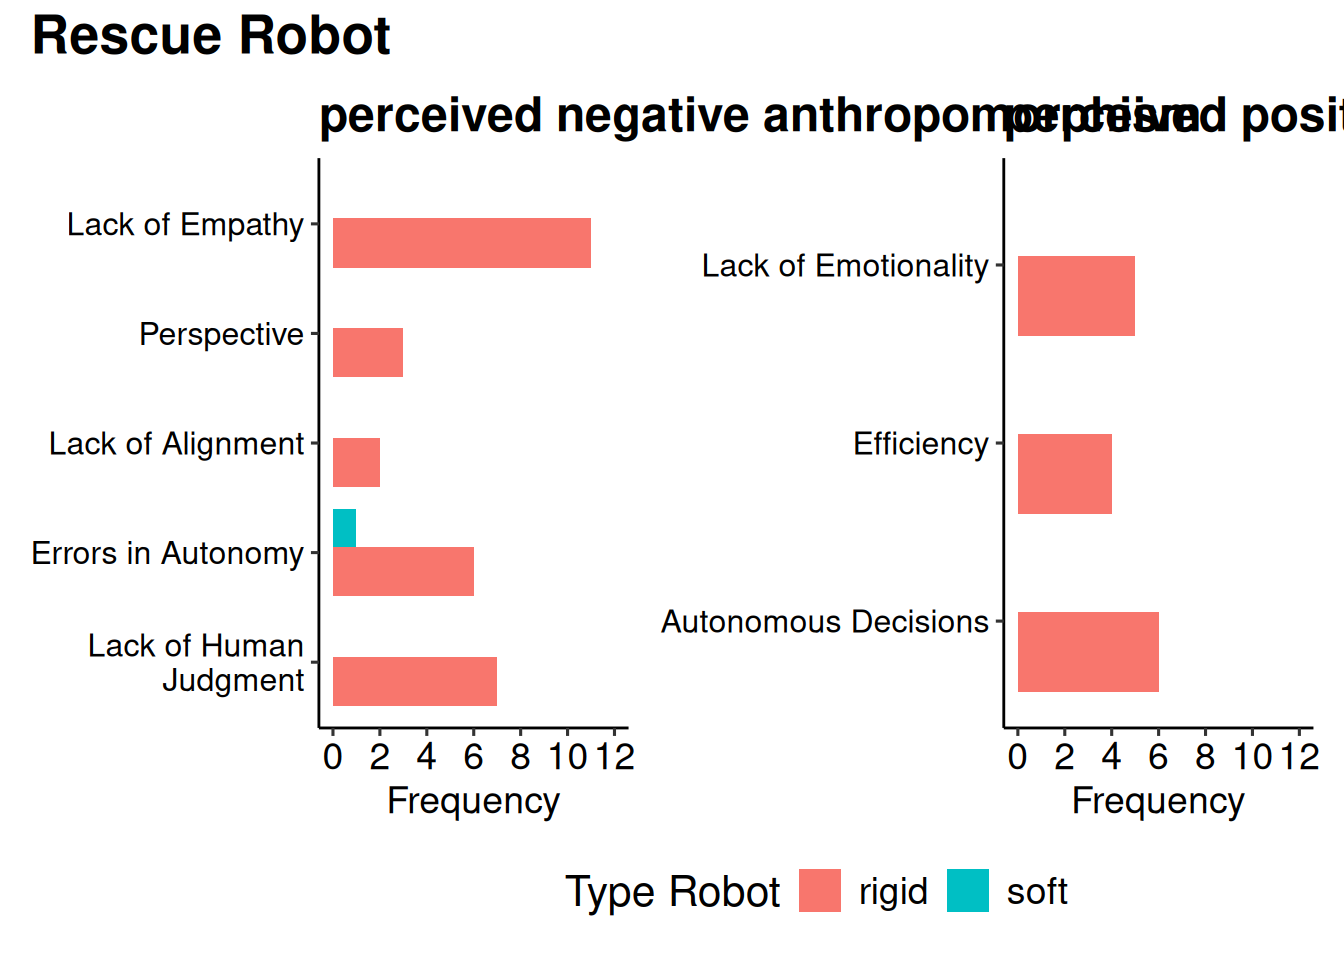 Rescue Robot
perceived negative anthropomorphism
perceived posit
Lack of Empathy
Perspective
Lack of Alignment
Errors in Autonomy
Lack of Human
Judgment
0 2 4 6 8 10 12
Frequency
Lack of Emotionality
Efficiency
Autonomous Decisions
0 2 4 6 8 10 12
Frequency
Type Robot rigid soft